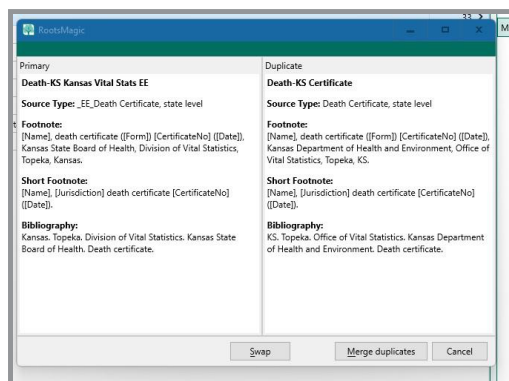 33 >
M
RootsMagic
Primary
Death-KS Kansas Vital Stats EE
Source Type: _EE_Death Certificate, state level
Footnote:
[Name], death certificate ([Form]) [CertificateNo] ([Date]),
Kansas State Board of Health, Division of Vital Statistics,
Topeka, Kansas.
Short Footnote:
[Name], [Jurisdiction] death certificate [CertificateNo]
([Date]).
Bibliography:
Kansas. Topeka. Division of Vital Statistics. Kansas State
Board of Health. Death certificate.
Duplicate
Death-KS Certificate
Source Type: Death Certificate, state level
Footnote:
[Name], death certificate ([Form]) [CertificateNo] ([Date]),
Kansas Department of Health and Environment, Office of
Vital Statistics, Topeka, KS.
Short Footnote:
[Name], [Jurisdiction] death certificate [CertificateNo]
([Date]).
Bibliography:
KS. Topeka. Office of Vital Statistics. Kansas Department
of Health and Environment. Death certificate.
Swap
Merge duplicates
Cancel